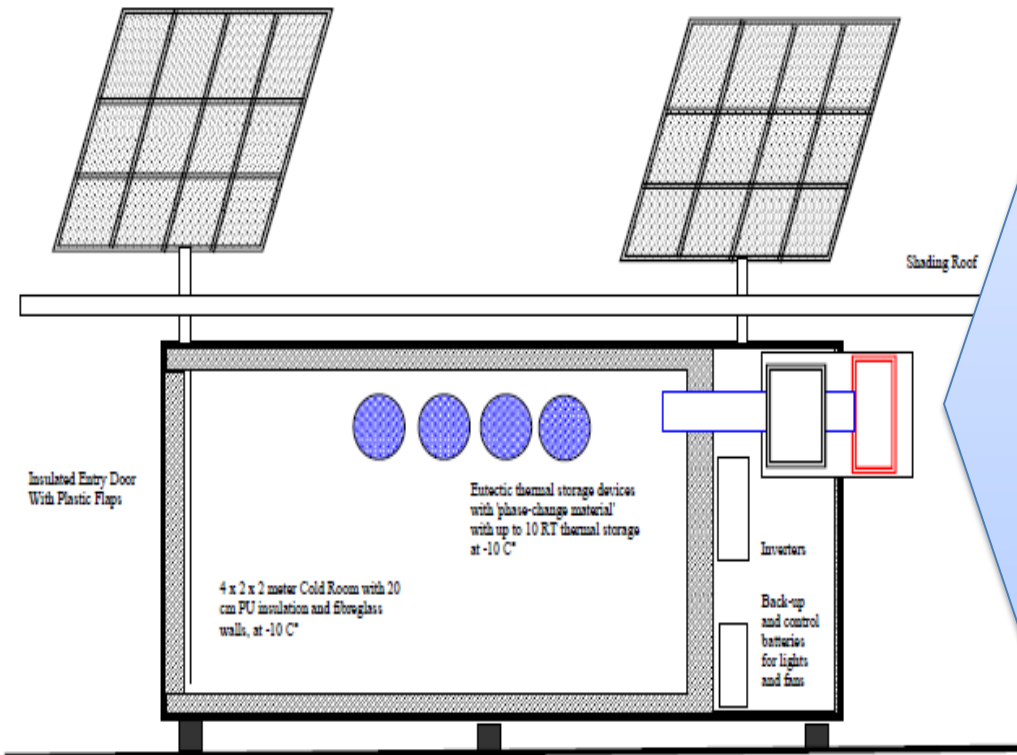 Shading Roof
Insulated Entry Door
With Plastic Flaps
Eutectic thermal storage devices
with 'phase-change material'
with up to 10 RT thermal storage
at -10 C°
Inverters
4 x 2 x 2 meter Cold Room with 20
cm PU insulation and fibreglass
walls, at -10 C°
Back-up
and control
batteries
for lights
and fans